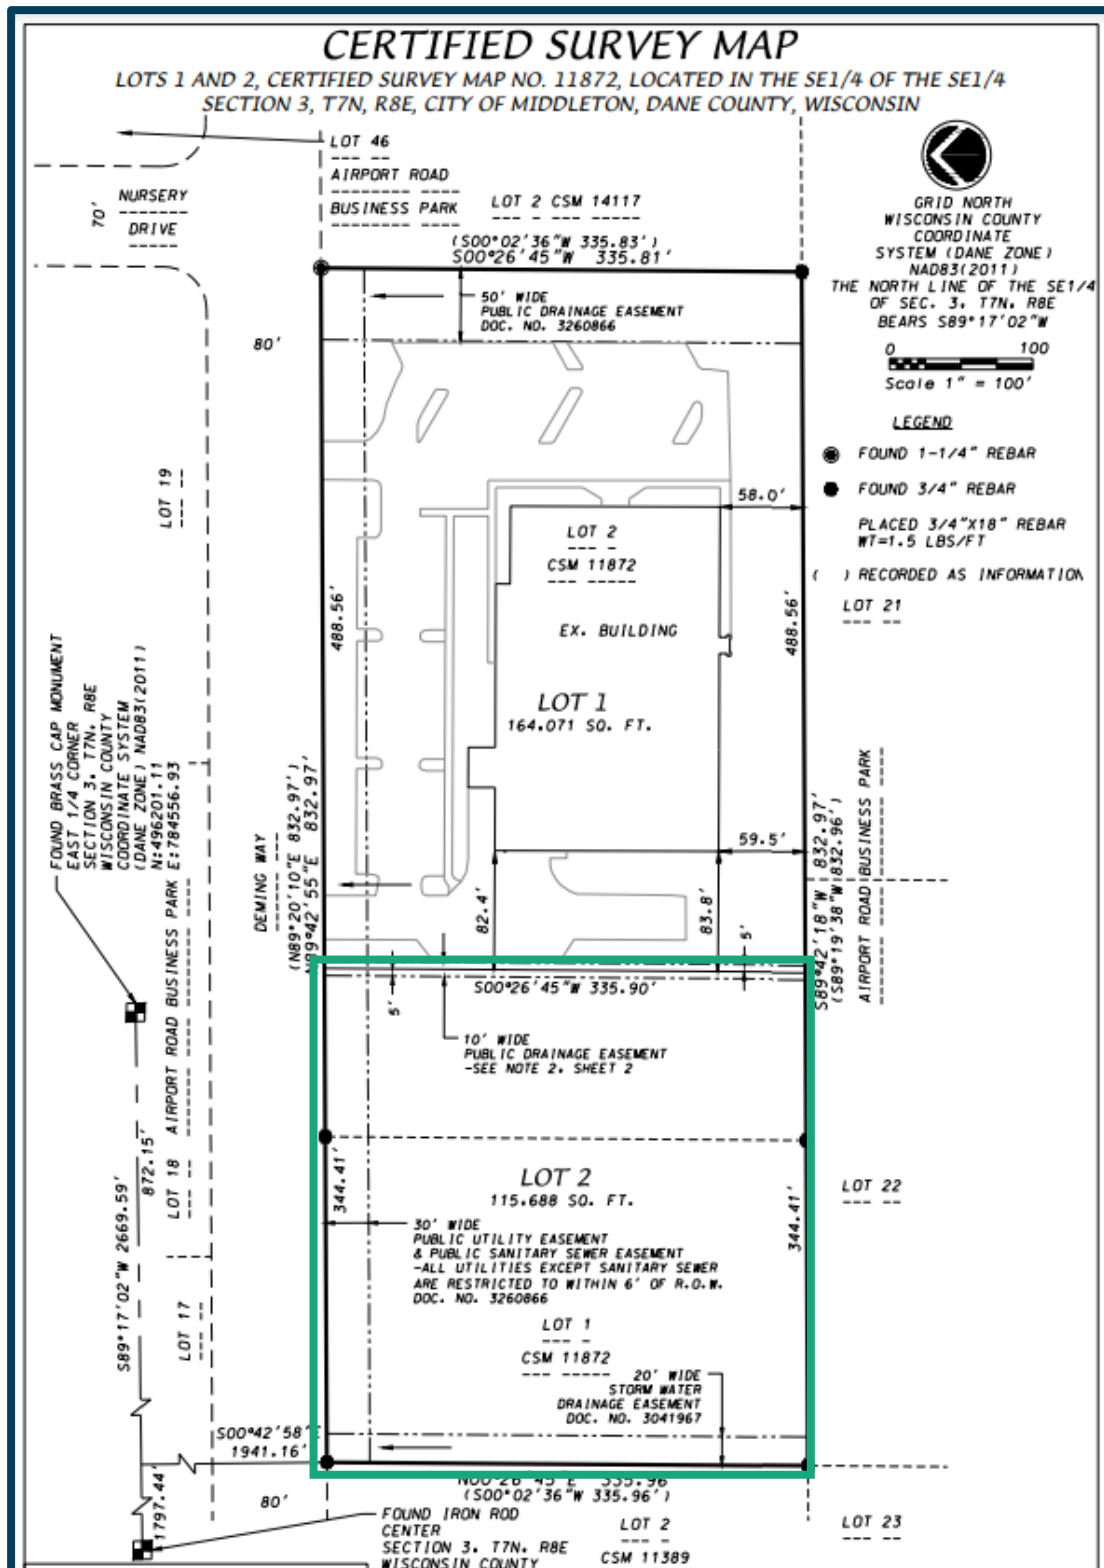 CERTIFIED SURVEY MAP
LOTS 1 AND 2, CERTIFIED SURVEY MAP NO. 11872, LOCATED IN THE SE1/4 OF THE SE1/4
SECTION 3, T7N, R8E, CITY OF MIDDLETON, DANE COUNTY, WISCONSIN
LOT 46
AIRPORT ROAD
BUSINESS PARK
LOT 2 CSM 14117
NURSERY
DRIVE
70'
(S00°02'36"W 335.83')
S00°26'45"W 335.81'
GRID NORTH
WISCONSIN COUNTY
COORDINATE
SYSTEM (DANE ZONE)
NAD83(2011)
THE NORTH LINE OF THE SE1/4
OF SEC. 3, T7N, R8E
BEARS S89°17'02"W
0 100
Scale 1" = 100'
50' WIDE
PUBLIC DRAINAGE EASEMENT
DOC. NO. 3260866
80'
LEGEND
FOUND 1-1/4" REBAR
FOUND 3/4" REBAR
PLACED 3/4"X18" REBAR
WT=1.5 LBS/FT
( ) RECORDED AS INFORMATION
LOT 19
58.0'
LOT 2
CSM 11872
EX. BUILDING
LOT 1
164,071 SQ. FT.
488.56'
488.56'
LOT 21
FOUND BRASS CAP MONUMENT
EAST 1/4 CORNER
SECTION 3, T7N, R8E
WISCONSIN COUNTY
COORDINATE SYSTEM
(DANE ZONE) NAD83(2011)
N:496201.11
E:784556.93
DEMING WAY
(N89°20'10"E 832.97')
N89°42'55"E 832.97'
59.5'
82.4'
83.8'
5'
S89°42'18"W 832.97'
(S89°19'38"W 832.96')
AIRPORT ROAD BUSINESS PARK
S00°26'45"W 335.90'
5'
10' WIDE
PUBLIC DRAINAGE EASEMENT
-SEE NOTE 2, SHEET 2
LOT 18 AIRPORT ROAD BUSINESS PARK
872.15'
S89°17'02"W 2669.59'
344.41'
344.41'
LOT 2
115,688 SQ. FT.
LOT 22
30' WIDE
PUBLIC UTILITY EASEMENT
& PUBLIC SANITARY SEWER EASEMENT
-ALL UTILITIES EXCEPT SANITARY SEWER
ARE RESTRICTED TO WITHIN 6' OF R.O.W.
DOC. NO. 3260866
LOT 17
LOT 1
CSM 11872
20' WIDE
STORM WATER
DRAINAGE EASEMENT
DOC. NO. 3041967
S00°42'58"E
1941.16'
N00°26'45"E 335.96'
(S00°02'36"W 335.96')
80'
1797.44'
FOUND IRON ROD
CENTER
SECTION 3, T7N, R8E
WISCONSIN COUNTY
LOT 2
CSM 11389
LOT 23